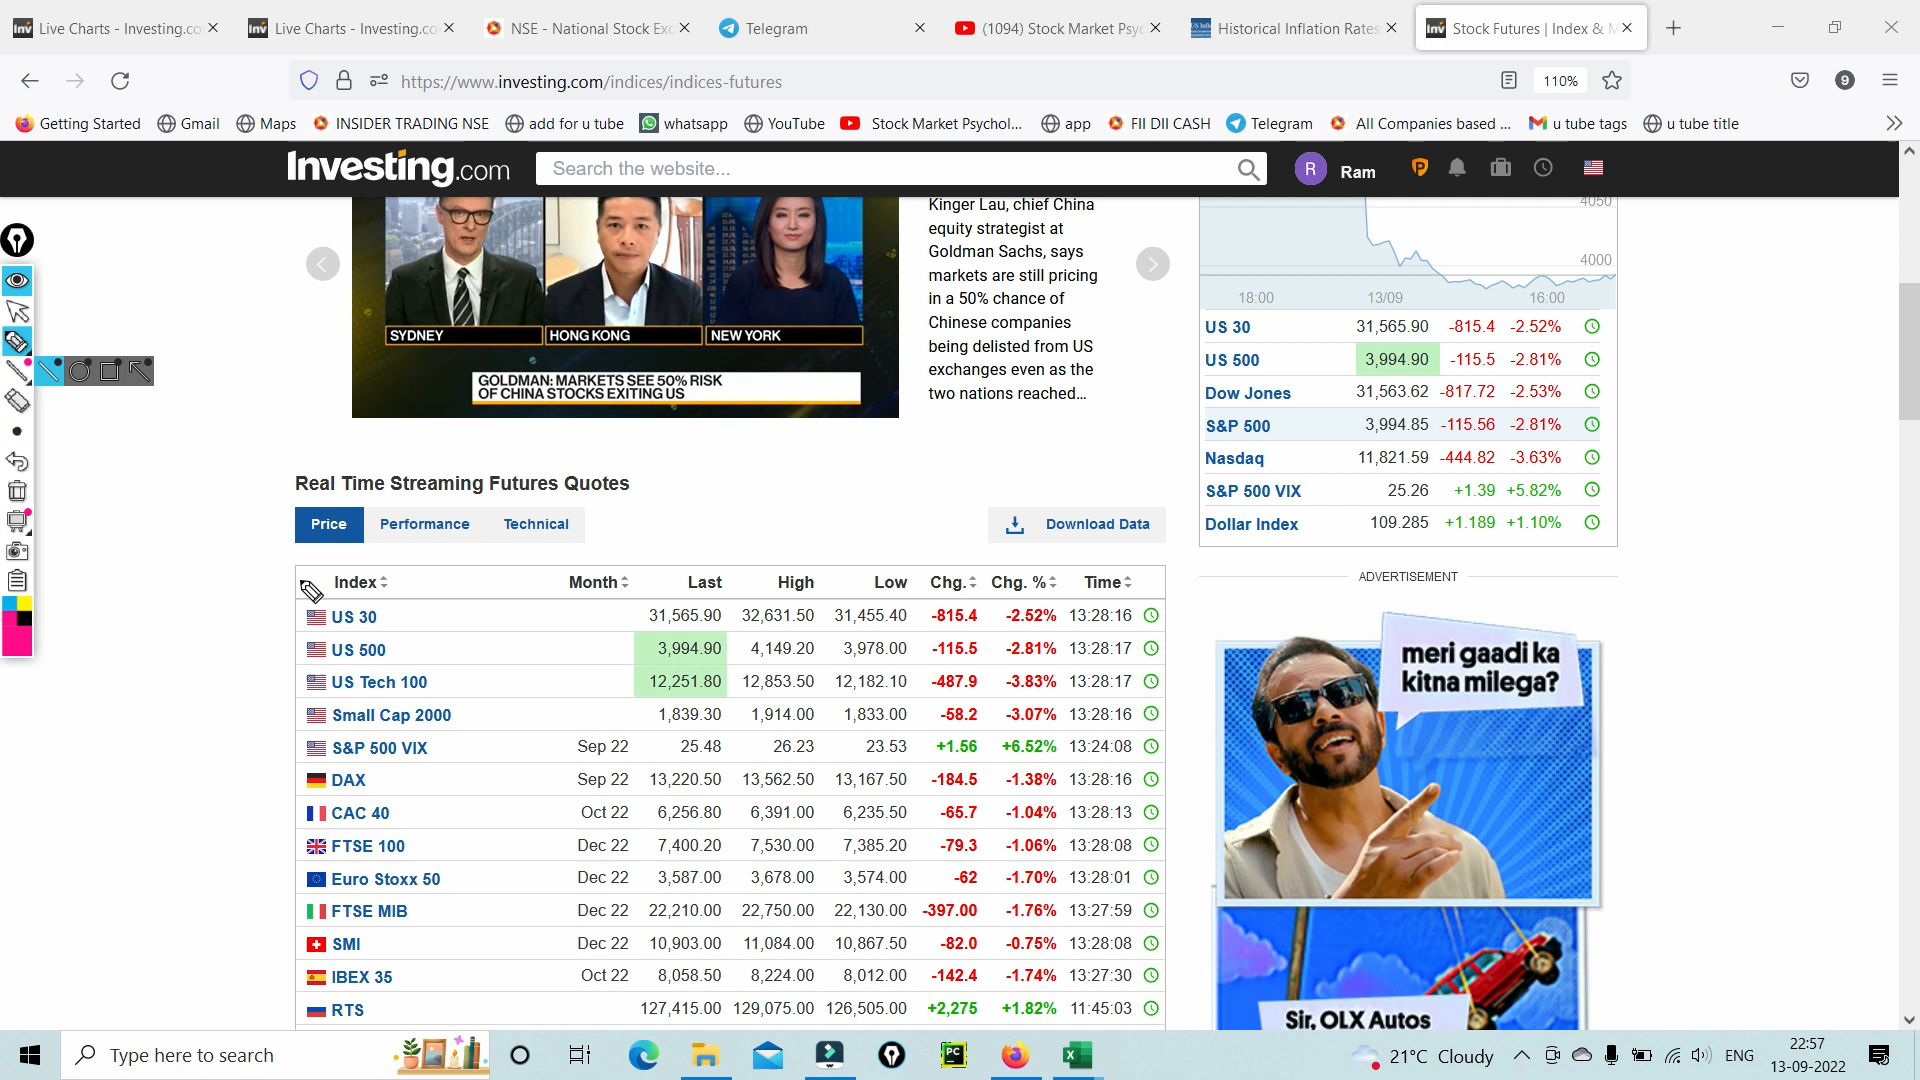 Live Charts - Investing.co
Live Charts - Investing.co
NSE - National Stock Exc
Telegram
(1094) Stock Market Psyc
Historical Inflation Rates:
Stock Futures | Index & M
https://www.investing.com/indices/indices-futures
110%
9
Getting Started
Gmail
Maps
INSIDER TRADING NSE
add for u tube
whatsapp
YouTube
Stock Market Psychol...
app
FII DII CASH
Telegram
All Companies based ...
u tube tags
u tube title
Investing.com
Search the website...
R
Ram
SYDNEY
HONG KONG
NEW YORK
GOLDMAN: MARKETS SEE 50% RISK
OF CHINA STOCKS EXITING US
Kinger Lau, chief China
equity strategist at
Goldman Sachs, says
markets are still pricing
in a 50% chance of
Chinese companies
being delisted from US
exchanges even as the
two nations reached...
4050
4000
18:00 13/09 16:00
US 30 31,565.90 -815.4 -2.52%
US 500 3,994.90 -115.5 -2.81%
Dow Jones 31,563.62 -817.72 -2.53%
S&P 500 3,994.85 -115.56 -2.81%
Nasdaq 11,821.59 -444.82 -3.63%
S&P 500 VIX 25.26 +1.39 +5.82%
Dollar Index 109.285 +1.189 +1.10%
Real Time Streaming Futures Quotes
Price Performance Technical
Download Data
Index Month Last High Low Chg. Chg. % Time
US 30 31,565.90 32,631.50 31,455.40 -815.4 -2.52% 13:28:16
US 500 3,994.90 4,149.20 3,978.00 -115.5 -2.81% 13:28:17
US Tech 100 12,251.80 12,853.50 12,182.10 -487.9 -3.83% 13:28:17
Small Cap 2000 1,839.30 1,914.00 1,833.00 -58.2 -3.07% 13:28:16
S&P 500 VIX Sep 22 25.48 26.23 23.53 +1.56 +6.52% 13:24:08
DAX Sep 22 13,220.50 13,562.50 13,167.50 -184.5 -1.38% 13:28:16
CAC 40 Oct 22 6,256.80 6,391.00 6,235.50 -65.7 -1.04% 13:28:13
FTSE 100 Dec 22 7,400.20 7,530.00 7,385.20 -79.3 -1.06% 13:28:08
Euro Stoxx 50 Dec 22 3,587.00 3,678.00 3,574.00 -62 -1.70% 13:28:01
FTSE MIB Dec 22 22,210.00 22,750.00 22,130.00 -397.00 -1.76% 13:27:59
SMI Dec 22 10,903.00 11,084.00 10,867.50 -82.0 -0.75% 13:28:08
IBEX 35 Oct 22 8,058.50 8,224.00 8,012.00 -142.4 -1.74% 13:27:30
RTS 127,415.00 129,075.00 126,505.00 +2,275 +1.82% 11:45:03
ADVERTISEMENT
meri gaadi ka
kitna milega?
Sir, OLX Autos
Type here to search
21°C Cloudy
ENG
22:57
13-09-2022